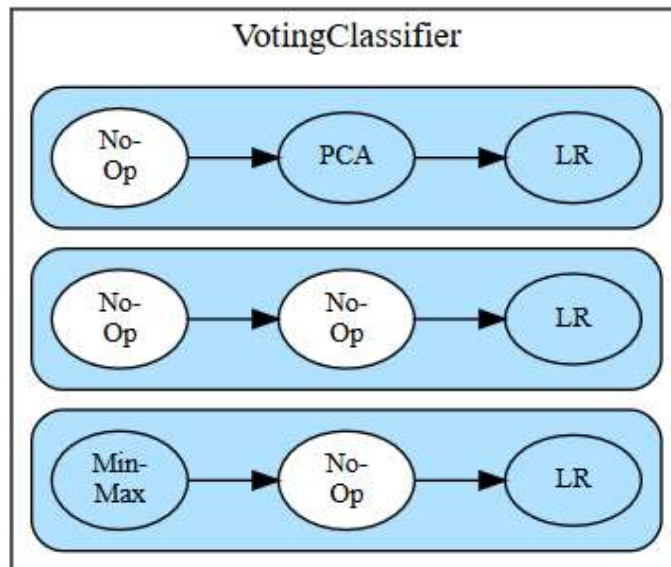 VotingClassifier
No-
Op
PCA
LR
No-
Op
No-
Op
LR
Min-
Max
No-
Op
LR